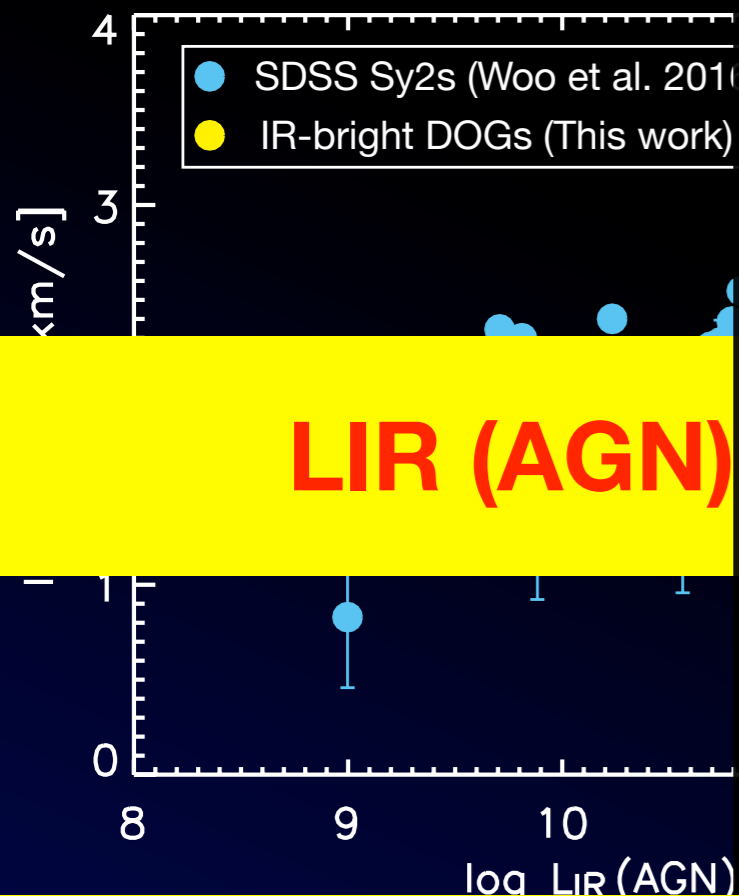 4
SDSS Sy2s (Woo et al. 201
IR-bright DOGs (This work)
3
km/s]
LIR (AGN)
1
0
8 9 10
log LIR (AGN)